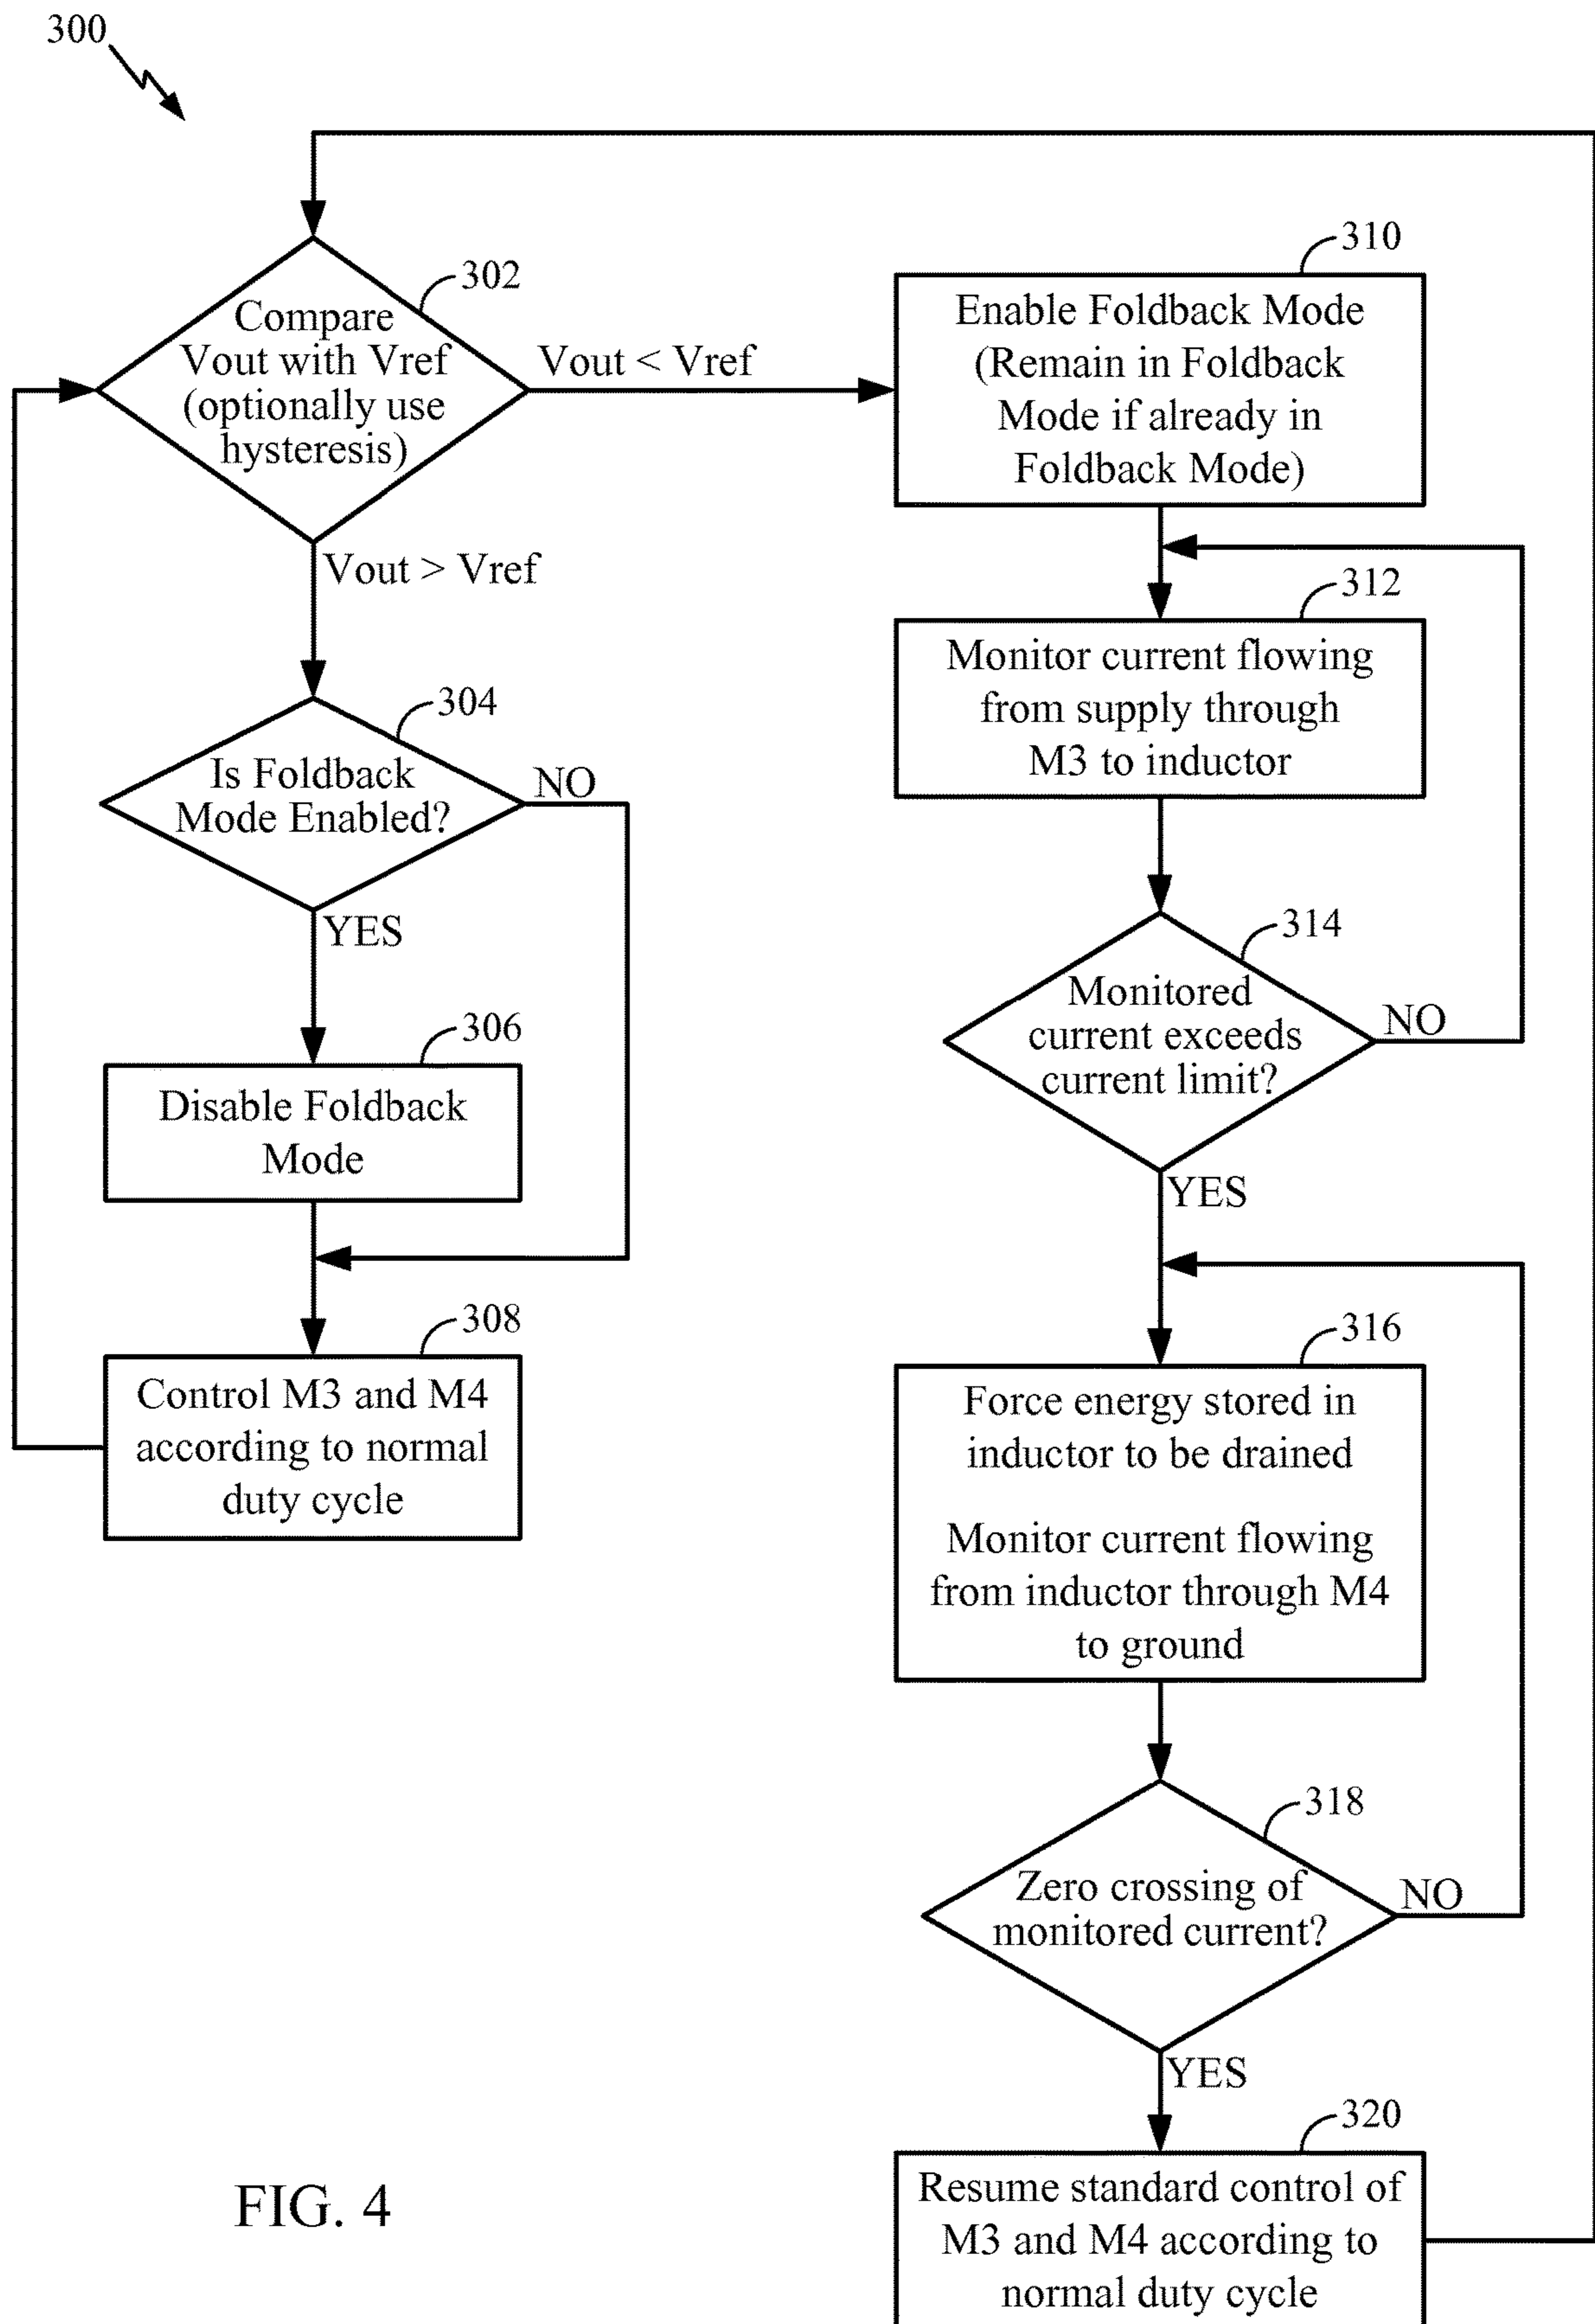 300
302
Compare
Vout with Vref
(optionally use
hysteresis)
Vout < Vref
Vout > Vref
304
Is Foldback
Mode Enabled?
NO
YES
306
Disable Foldback
Mode
308
Control M3 and M4
according to normal
duty cycle
310
Enable Foldback Mode
(Remain in Foldback
Mode if already in
Foldback Mode)
312
Monitor current flowing
from supply through
M3 to inductor
314
Monitored
current exceeds
current limit?
NO
YES
316
Force energy stored in
inductor to be drained
Monitor current flowing
from inductor through M4
to ground
318
Zero crossing of
monitored current?
NO
YES
320
Resume standard control of
M3 and M4 according to
normal duty cycle
FIG. 4